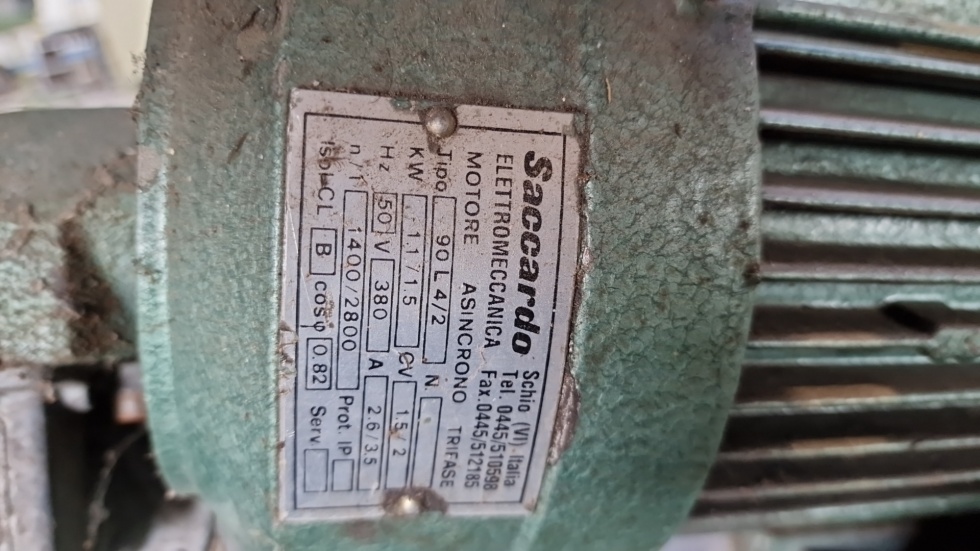 Saccardo Schio (VI) - Italia
Tel. 0445/510598
ELETTROMECCANICA Fax.0445/512185
MOTORE ASINCRONO TRIFASE
Tipo 90 L 4/2 N.
KW 1.1/1.5 CV 1.5/2
Hz 50 V 380 A 2.6/3.5
n/1 1400/2800 Prot. IP
Isol-CL B cosφ 0.82 Serv.